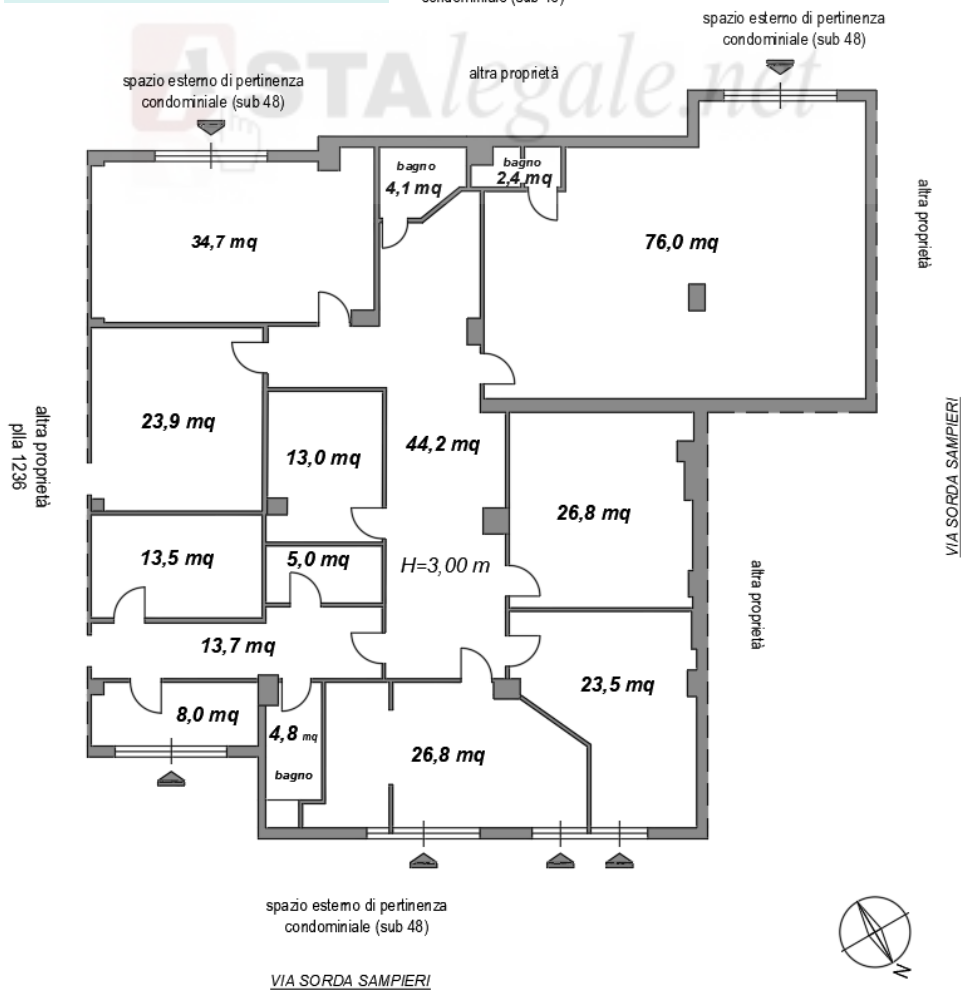 spazio esterno di pertinenza
condominiale (sub 48)
ASTAlegale.net
spazio esterno di pertinenza
condominiale (sub 48)
altra proprietà
bagno
4,1 mq
bagno
2,4 mq
34,7 mq
76,0 mq
altra proprietà
23,9 mq
13,0 mq
44,2 mq
altra proprietà
plla 1236
VIA SORDA SAMPIERI
26,8 mq
13,5 mq
5,0 mq
H=3,00 m
altra proprietà
13,7 mq
23,5 mq
8,0 mq
4,8 mq
bagno
26,8 mq
spazio esterno di pertinenza
condominiale (sub 48)
VIA SORDA SAMPIERI
N